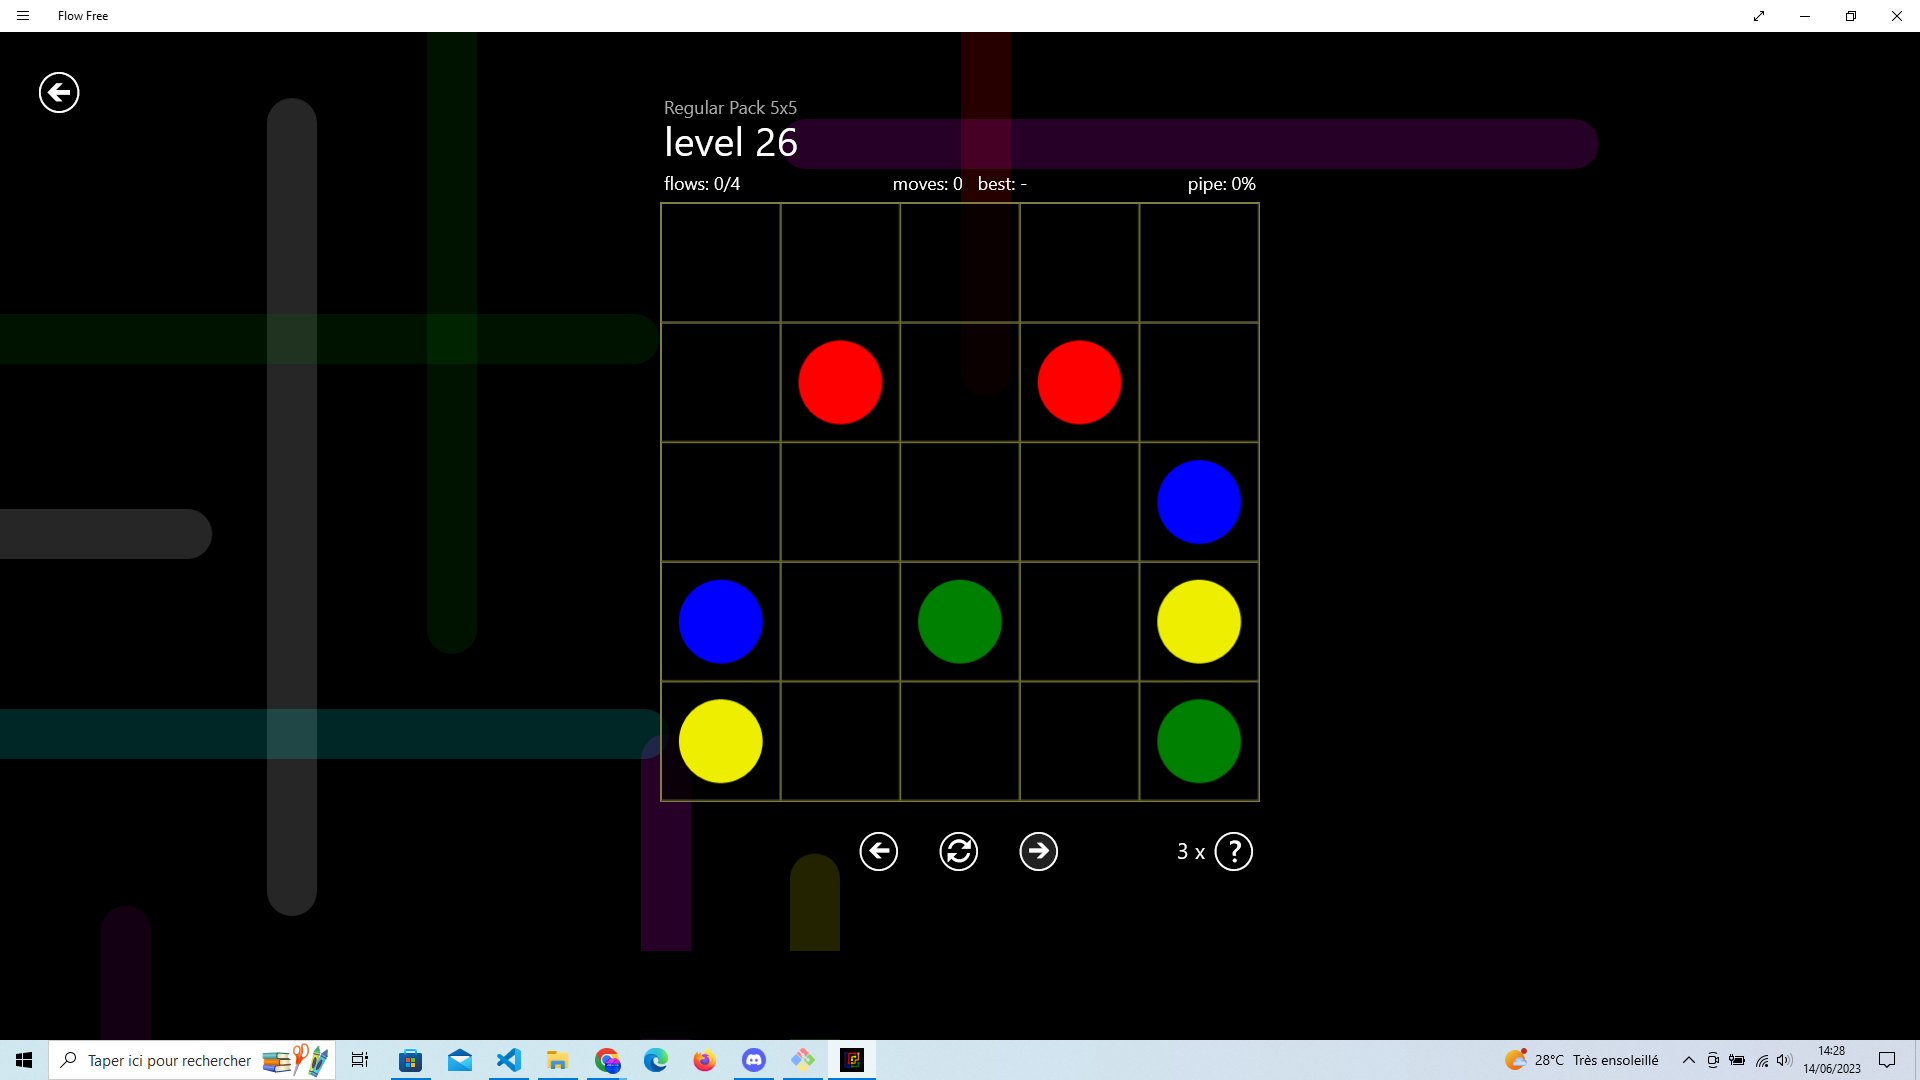 Flow Free
Regular Pack 5x5
level 26
flows: 0/4 moves: 0 best: - pipe: 0%
3 x ?
Taper ici pour rechercher 28°C Très ensoleillé 14:28
14/06/2023